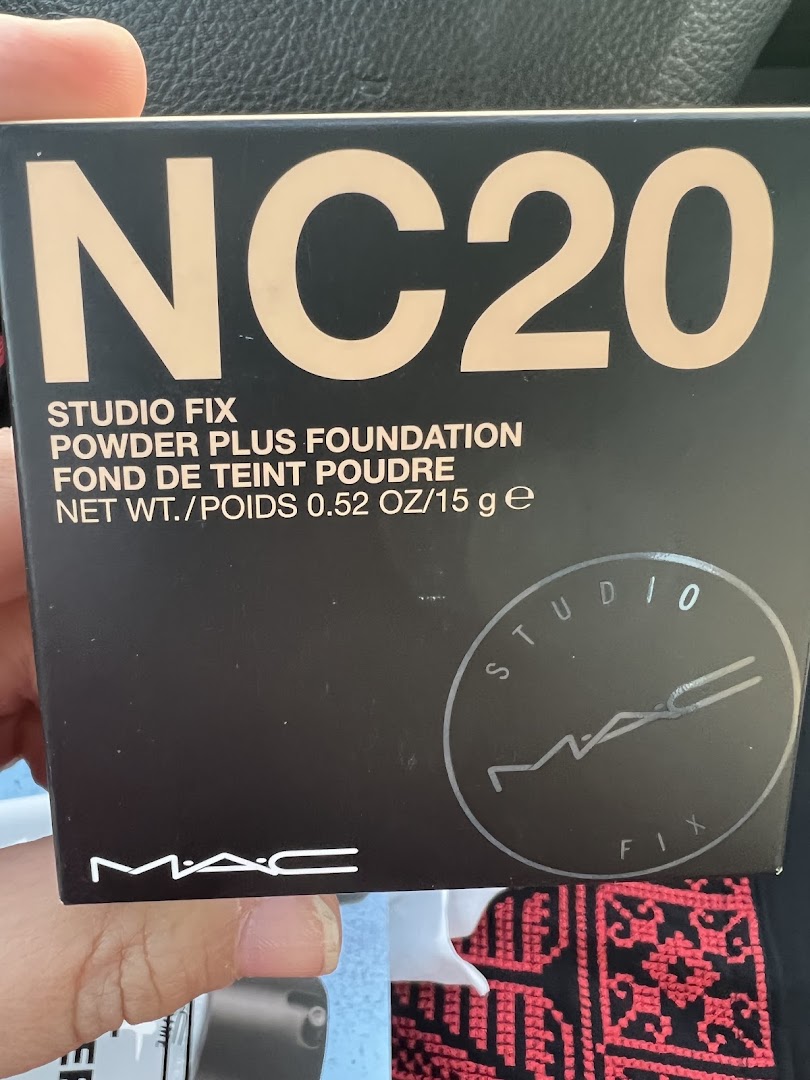 NC20
STUDIO FIX
POWDER PLUS FOUNDATION
FOND DE TEINT POUDRE
NET WT./POIDS 0.52 OZ/15 g ℮
STUDIO
M·A·C
FIX
M·A·C